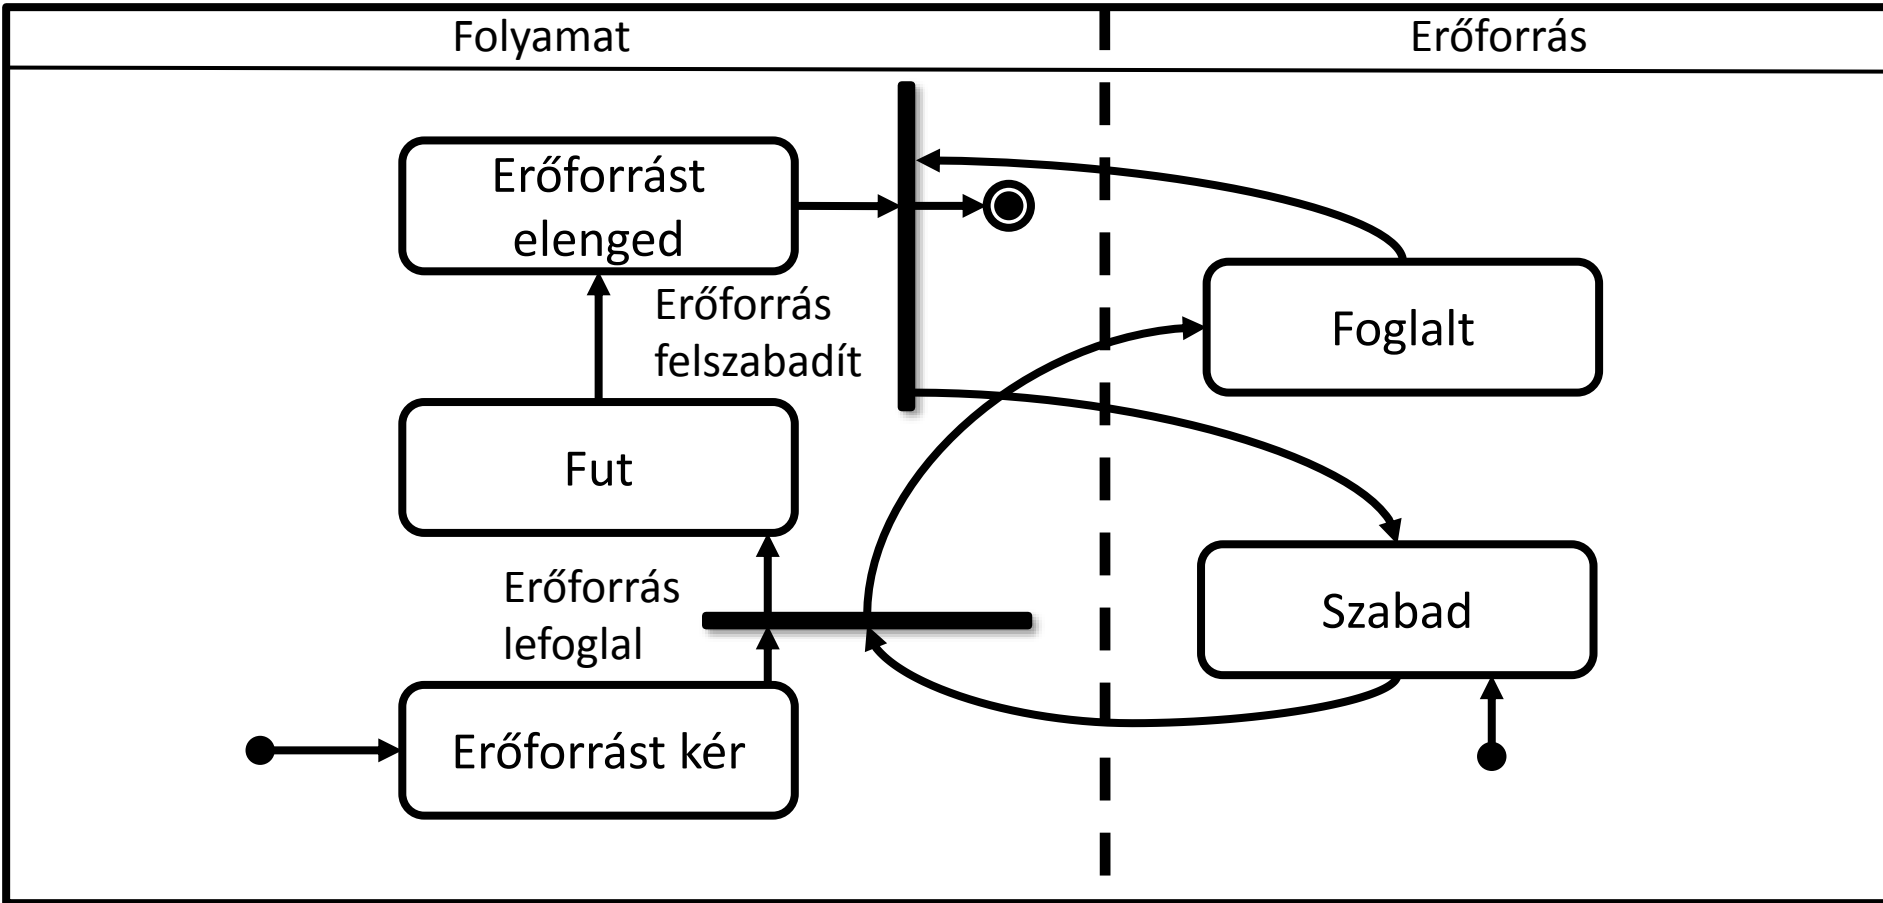 Folyamat
Erőforrás
Erőforrást
elenged
Erőforrás
felszabadít
Foglalt
Fut
Erőforrás
lefoglal
Szabad
Erőforrást kér